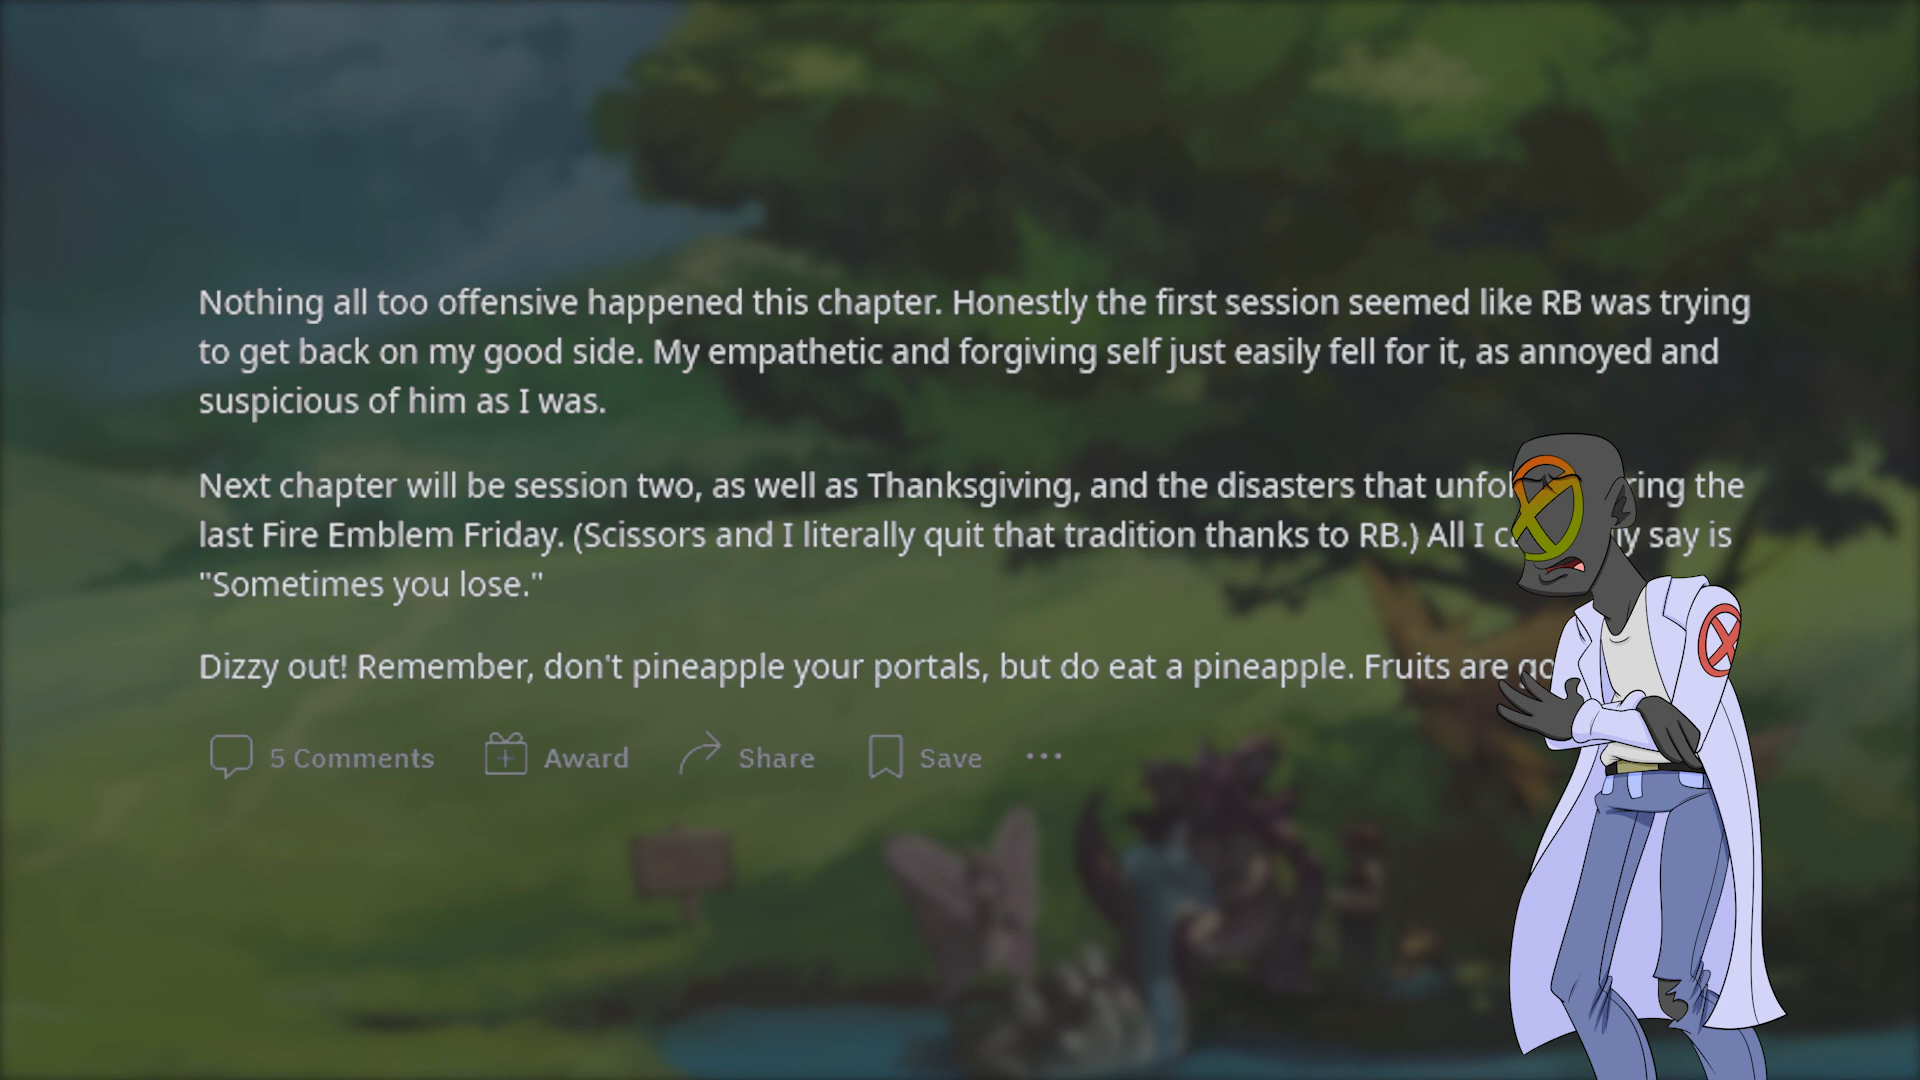 Nothing all too offensive happened this chapter. Honestly the first session seemed like RB was trying
to get back on my good side. My empathetic and forgiving self just easily fell for it, as annoyed and
suspicious of him as I was.
Next chapter will be session two, as well as Thanksgiving, and the disasters that the
last Fire Emblem Friday. (Scissors and I literally quit that tradition thanks to RB.) All I say is
"Sometimes you lose."
Dizzy out! Remember, don't pineapple your portals, but do eat a pineapple. Fruits are
5 Comments Award Share Save ...